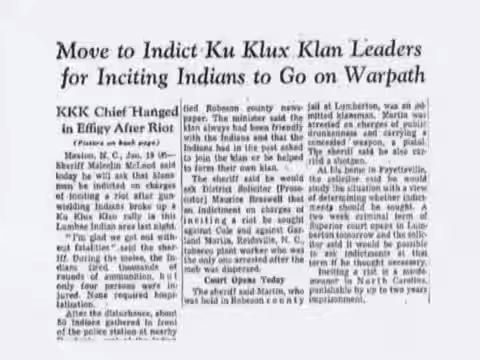 Move to Indict Ku Klux Klan Leaders
for Inciting Indians to Go on Warpath
KKK Chief Hanged
in Effigy After Riot
(Picture on back page)
Maxton, N. C., Jan. 19
Sheriff Malcolm McLeod said
today he will ask that klans-
men be indicted on charges
of inciting a riot after gun-
wielding Indians broke up a
Ku Klux Klan rally in this
Lumbee Indian area last night.
"I'm glad we got out with-
out fatalities" said the sher-
iff. During the melee, the In-
dians fired thousands of
rounds of ammunition, but
only four persons were in-
jured. None required hospi-
talization.
After the disturbance, about
50 Indians gathered in front
of the police station at nearby
fied Robeson county news-
paper. The minister said the
klan always had been friendly
with the Indians and that the
Indians had in the past asked
to join the klan or be helped
to form their own klan.
The sheriff said he would
ask District Solicitor [Prose-
cutor] Maurice Braswell that
an indictment on charges of
inciting a riot be sought
against Cole and against Gar-
land Martin, Reidsville, N. C.,
tobacco plant worker who was
the only one arrested after the
mob was dispersed.
Court Opens Today
The sheriff said Martin, who
was held in Robeson county
jail at Lumberton, was an ad-
mitted klansman. Martin was
arrested on charges of public
drunkenness and carrying a
concealed weapon, a pistol.
The sheriff said he also car-
ried a shotgun.
At his home in Fayetteville,
the solicitor said he would
study the situation with a view
of determining whether indict-
ments should be sought. A
two week criminal term of
Superior court opens in Lum-
berton tomorrow and the solici-
tor said it would be possible
to ask indictments at that
term if he thought necessary.
Inciting a riot is a misde-
meanor in North Carolina,
punishable by up to two years
imprisonment.